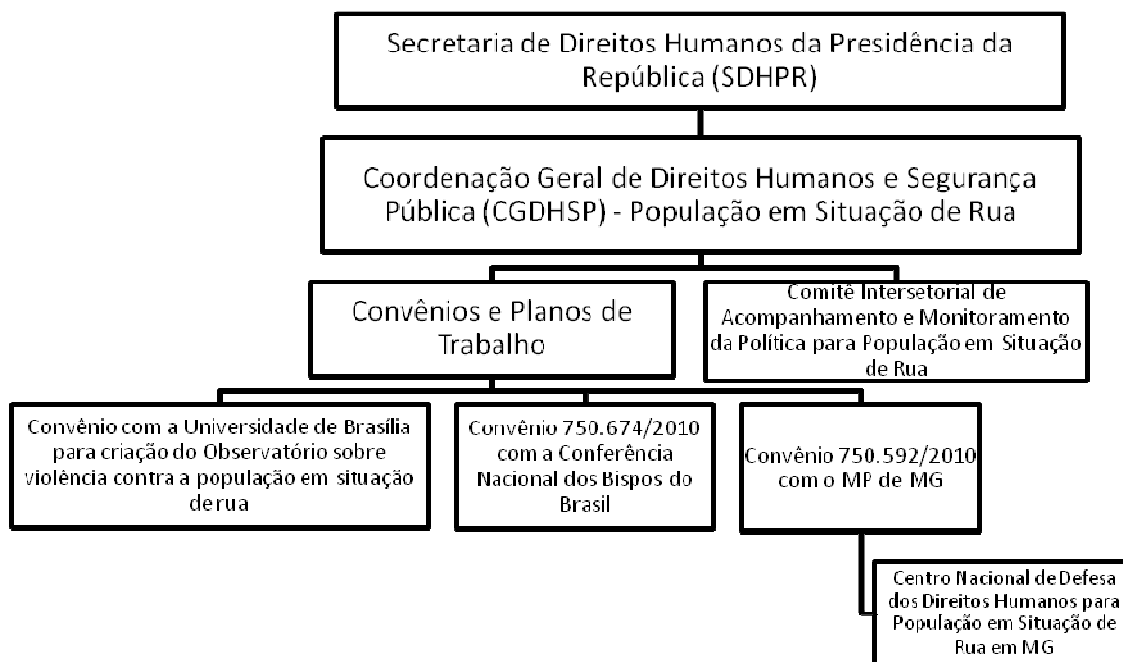 Secretaria de Direitos Humanos da Presidência da
República (SDHPR)
Coordenação Geral de Direitos Humanos e Segurança
Pública (CGDHSP) - População em Situação de Rua
Convênios e Planos de
Trabalho
Comitê Intersetorial de
Acompanhamento e Monitoramento
da Política para População em Situação
de Rua
Convênio com a Universidade de Brasília
para criação do Observatório sobre
violência contra a população em situação
de rua
Convênio 750.674/2010
com a Conferência
Nacional dos Bispos do
Brasil
Convênio 750.592/2010
com o MP de MG
Centro Nacional de Defesa
dos Direitos Humanos para
População em Situação de
Rua em MG